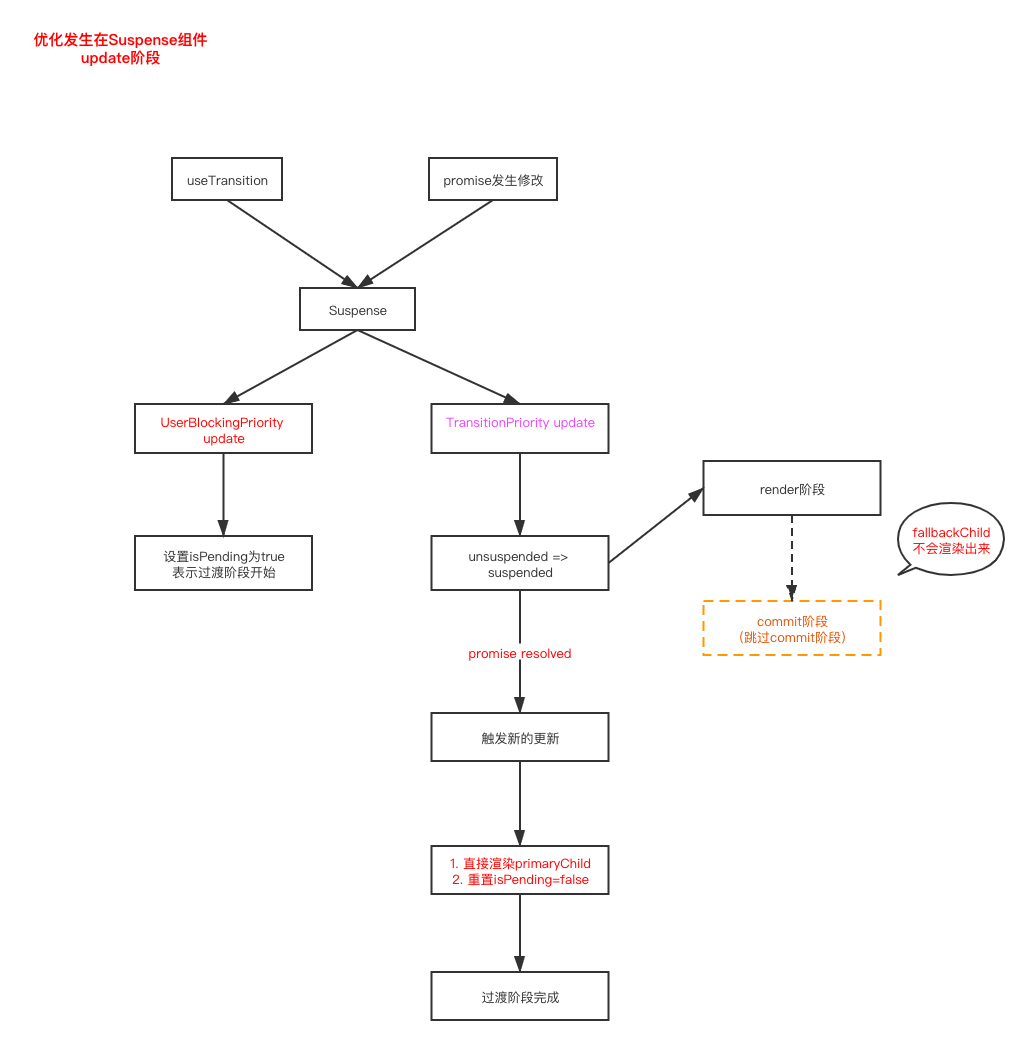 优化发生在Suspense组件
update阶段
useTransition
promise发生修改
Suspense
UserBlockingPriority
update
TransitionPriority update
render阶段
fallbackChild
不会渲染出来
设置isPending为true
表示过渡阶段开始
unsuspended =>
suspended
commit阶段
（跳过commit阶段）
promise resolved
触发新的更新
1. 直接渲染primaryChild
2. 重置isPending=false
过渡阶段完成